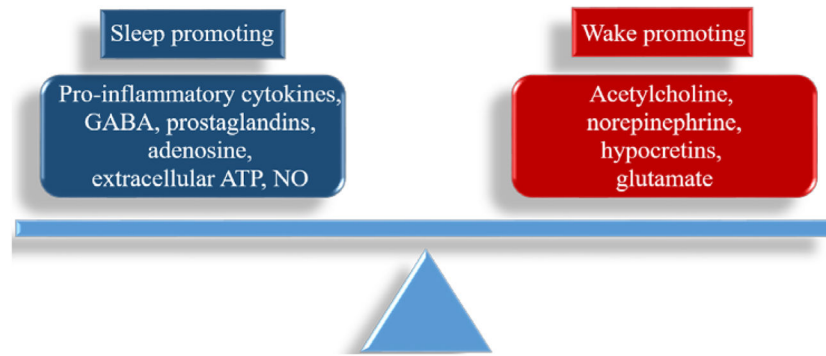 Sleep promoting
Pro-inflammatory cytokines,
GABA, prostaglandins,
adenosine,
extracellular ATP, NO
Wake promoting
Acetylcholine,
norepinephrine,
hypocretins,
glutamate